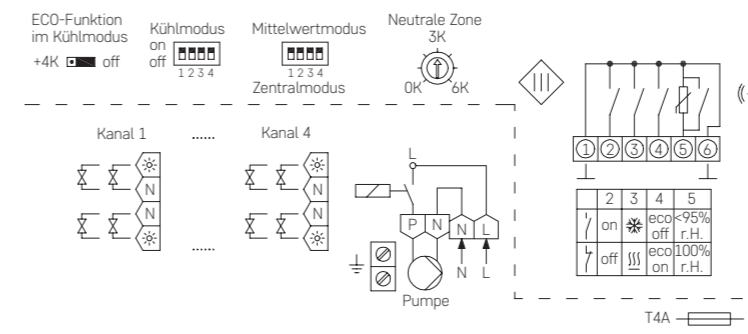 ECO-Funktion
im Kühlmodus
+4K off
Kühlmodus
on
off
1 2 3 4
Mittelwertmodus
1 2 3 4
Zentralmodus
Neutrale Zone
3K
0K 6K
Kanal 1 ...... Kanal 4
N N
N N
......
L
P N N L
N L
Pumpe
1 2 3 4 5 6
2 3 4 5
on eco off <95% r.H.
off eco on 100% r.H.
T4A